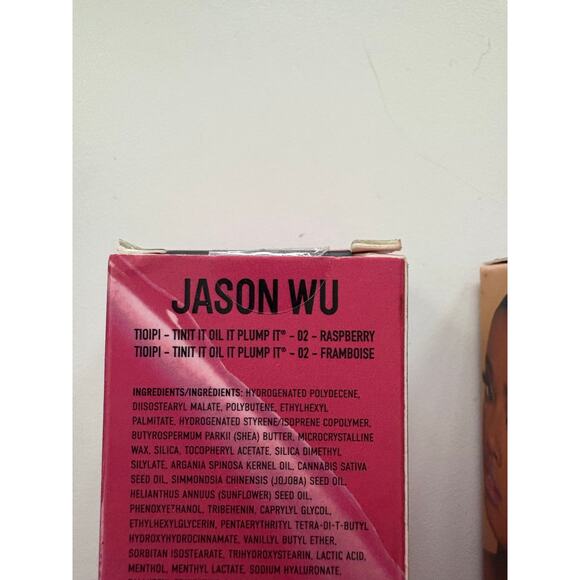 JASON WU
TIOIPI - TINIT IT OIL IT PLUMP IT® - 02 - RASPBERRY
TIOIPI - TINIT IT OIL IT PLUMP IT® - 02 - FRAMBOISE
INGREDIENTS/INGRÉDIENTS: HYDROGENATED POLYDECENE,
DIISOSTEARYL MALATE, POLYBUTENE, ETHYLHEXYL
PALMITATE, HYDROGENATED STYRENE/ISOPRENE COPOLYMER,
BUTYROSPERMUM PARKII (SHEA) BUTTER, MICROCRYSTALLINE
WAX, SILICA, TOCOPHERYL ACETATE, SILICA DIMETHYL
SILYLATE, ARGANIA SPINOSA KERNEL OIL, CANNABIS SATIVA
SEED OIL, SIMMONDSIA CHINENSIS (JOJOBA) SEED OIL,
HELIANTHUS ANNUUS (SUNFLOWER) SEED OIL,
PHENOXYETHANOL, TRIBEHENIN, CAPRYLYL GLYCOL,
ETHYLHEXYLGLYCERIN, PENTAERYTHRITYL TETRA-DI-T-BUTYL
HYDROXYHYDROCINNAMATE, VANILLYL BUTYL ETHER,
SORBITAN ISOSTEARATE, TRIHYDROXYSTEARIN, LACTIC ACID,
MENTHOL, MENTHYL LACTATE, SODIUM HYALURONATE,